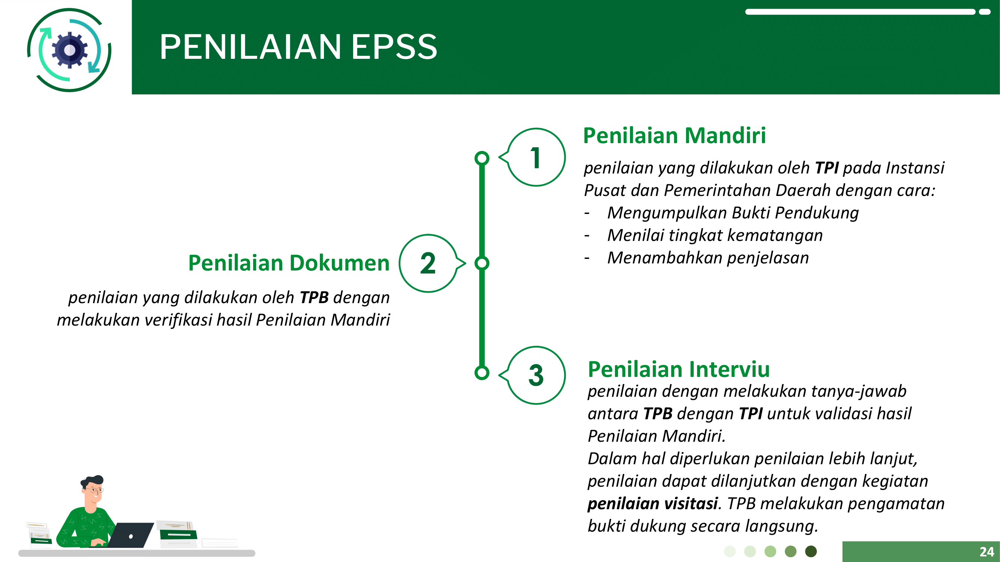 PENILAIAN EPSS
1
Penilaian Mandiri
penilaian yang dilakukan oleh TPI pada Instansi
Pusat dan Pemerintahan Daerah dengan cara:
- Mengumpulkan Bukti Pendukung
- Menilai tingkat kematangan
- Menambahkan penjelasan
2
Penilaian Dokumen
penilaian yang dilakukan oleh TPB dengan
melakukan verifikasi hasil Penilaian Mandiri
3
Penilaian Interviu
penilaian dengan melakukan tanya-jawab
antara TPB dengan TPI untuk validasi hasil
Penilaian Mandiri.
Dalam hal diperlukan penilaian lebih lanjut,
penilaian dapat dilanjutkan dengan kegiatan
penilaian visitasi. TPB melakukan pengamatan
bukti dukung secara langsung.
24